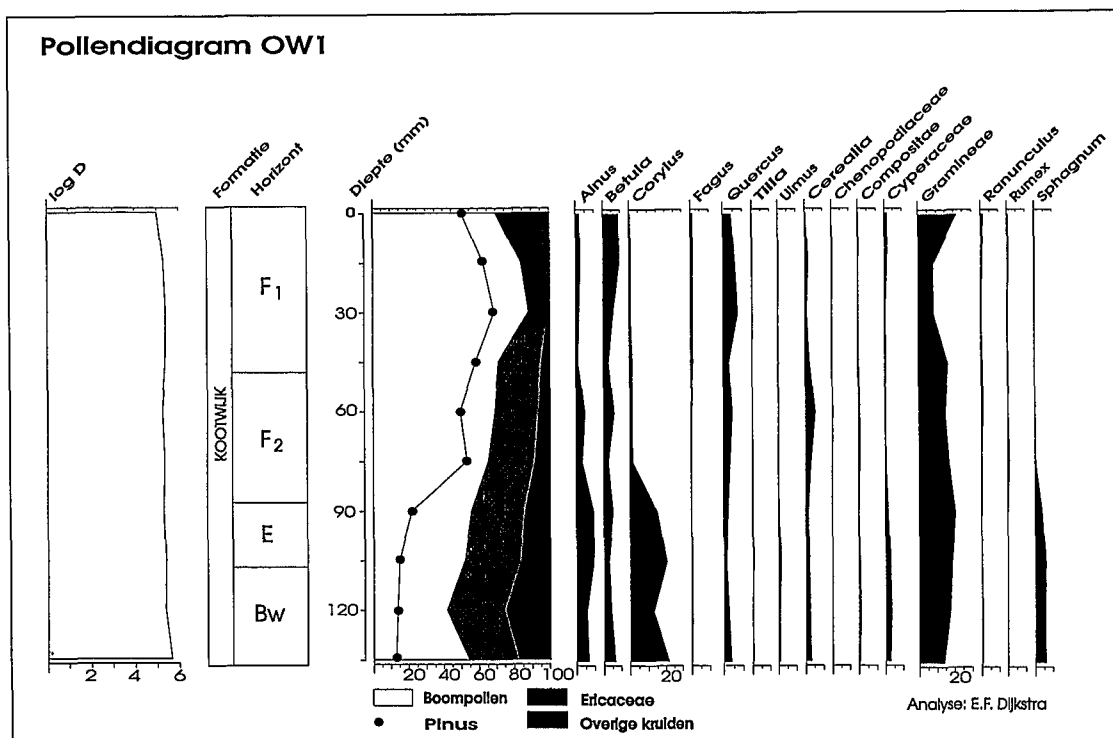 Pollendiagram OW1
log D
Formatie
Horizont
Diepte (mm)
Alnus
Betula
Corylus
Fagus
Quercus
Tilia
Ulmus
Cerealia
Chenopodiaceae
Compositae
Cyperaceae
Gramineae
Ranunculus
Rumex
Sphagnum
0
30
60
90
120
KOOTWIJK
F1
F2
E
Bw
2 4 6
20 40 60 80 100
20
20
Boompollen
Pinus
Ericaceae
Overige kruiden
Analyse: E.F. Dijkstra